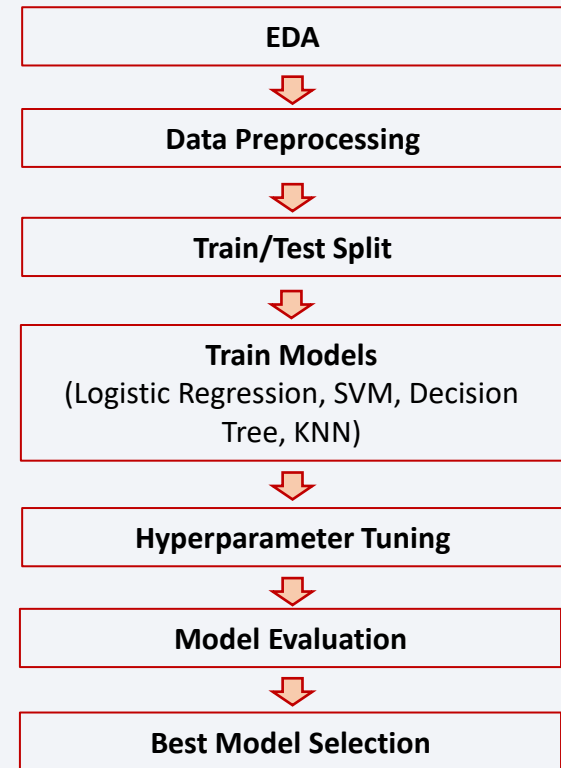 EDA
Data Preprocessing
Train/Test Split
Train Models
(Logistic Regression, SVM, Decision
Tree, KNN)
Hyperparameter Tuning
Model Evaluation
Best Model Selection